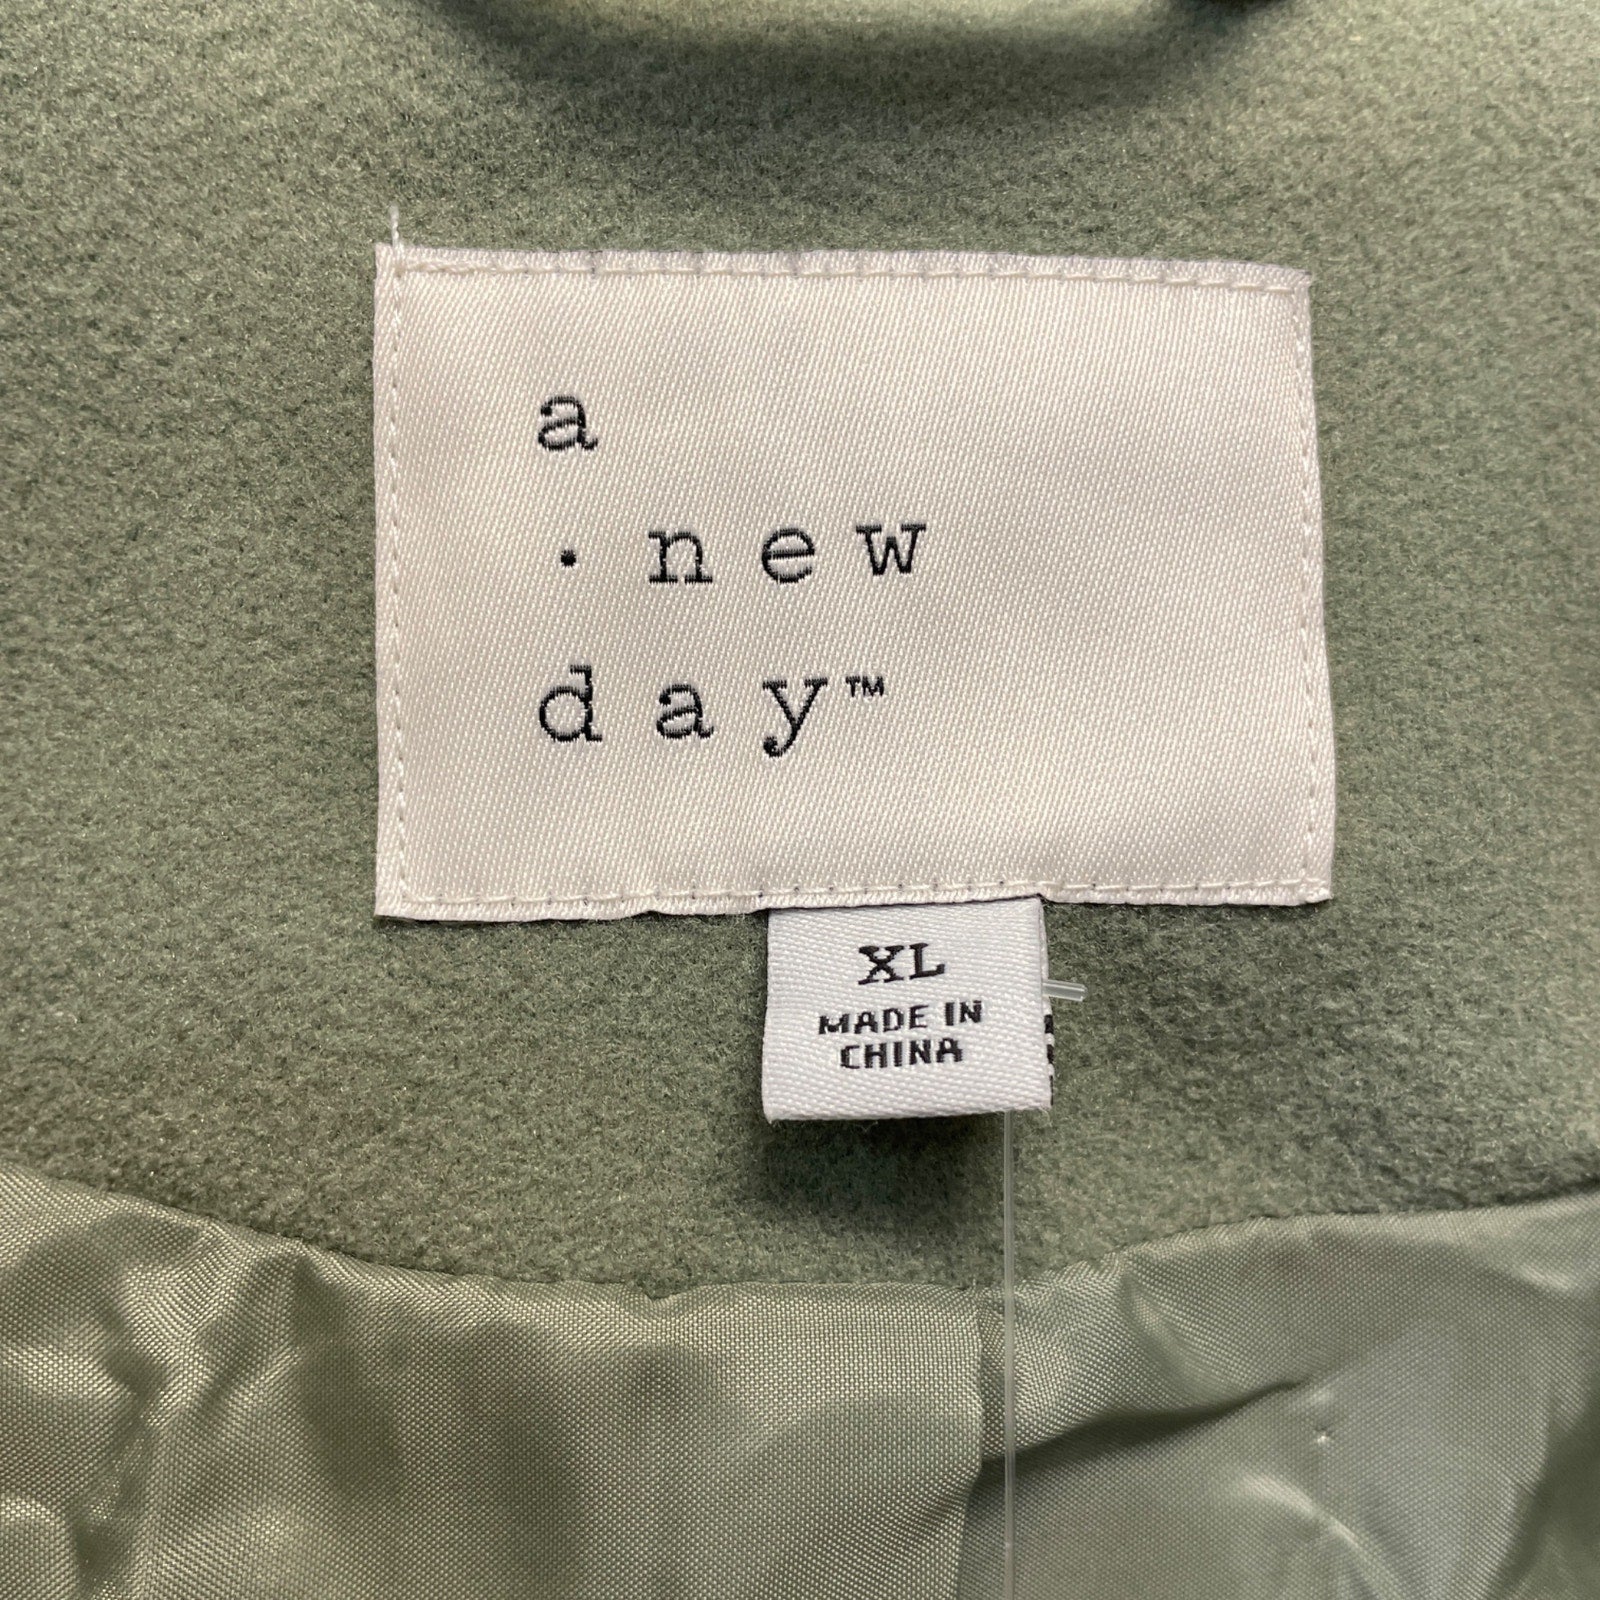 a
· new
day™
XL
MADE IN
CHINA